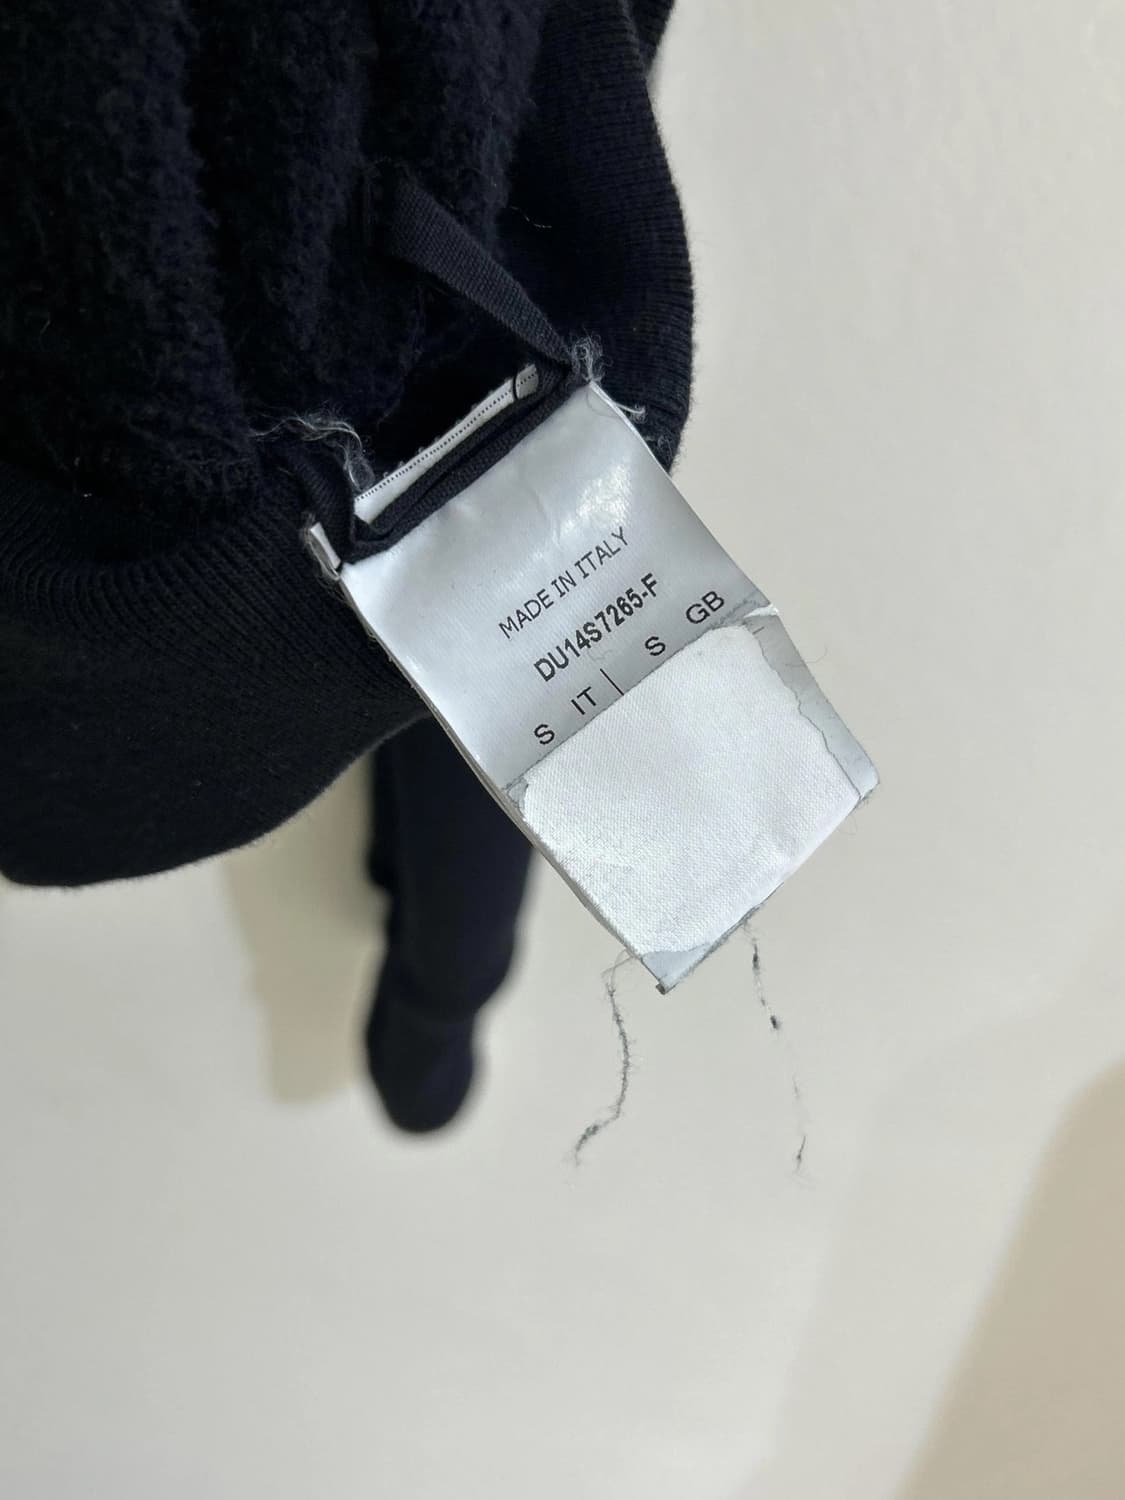 MADE IN ITALY
DU14S7265-F
S IT | S GB